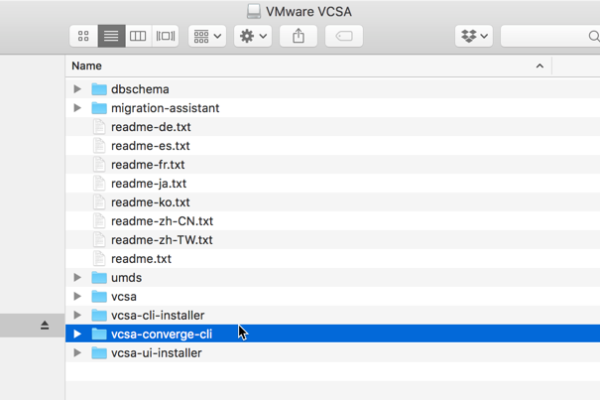 VMware VCSA
Name
dbschema
migration-assistant
readme-de.txt
readme-es.txt
readme-fr.txt
readme-ja.txt
readme-ko.txt
readme-zh-CN.txt
readme-zh-TW.txt
readme.txt
umds
vcsa
vcsa-cli-installer
vcsa-converge-cli
vcsa-ui-installer